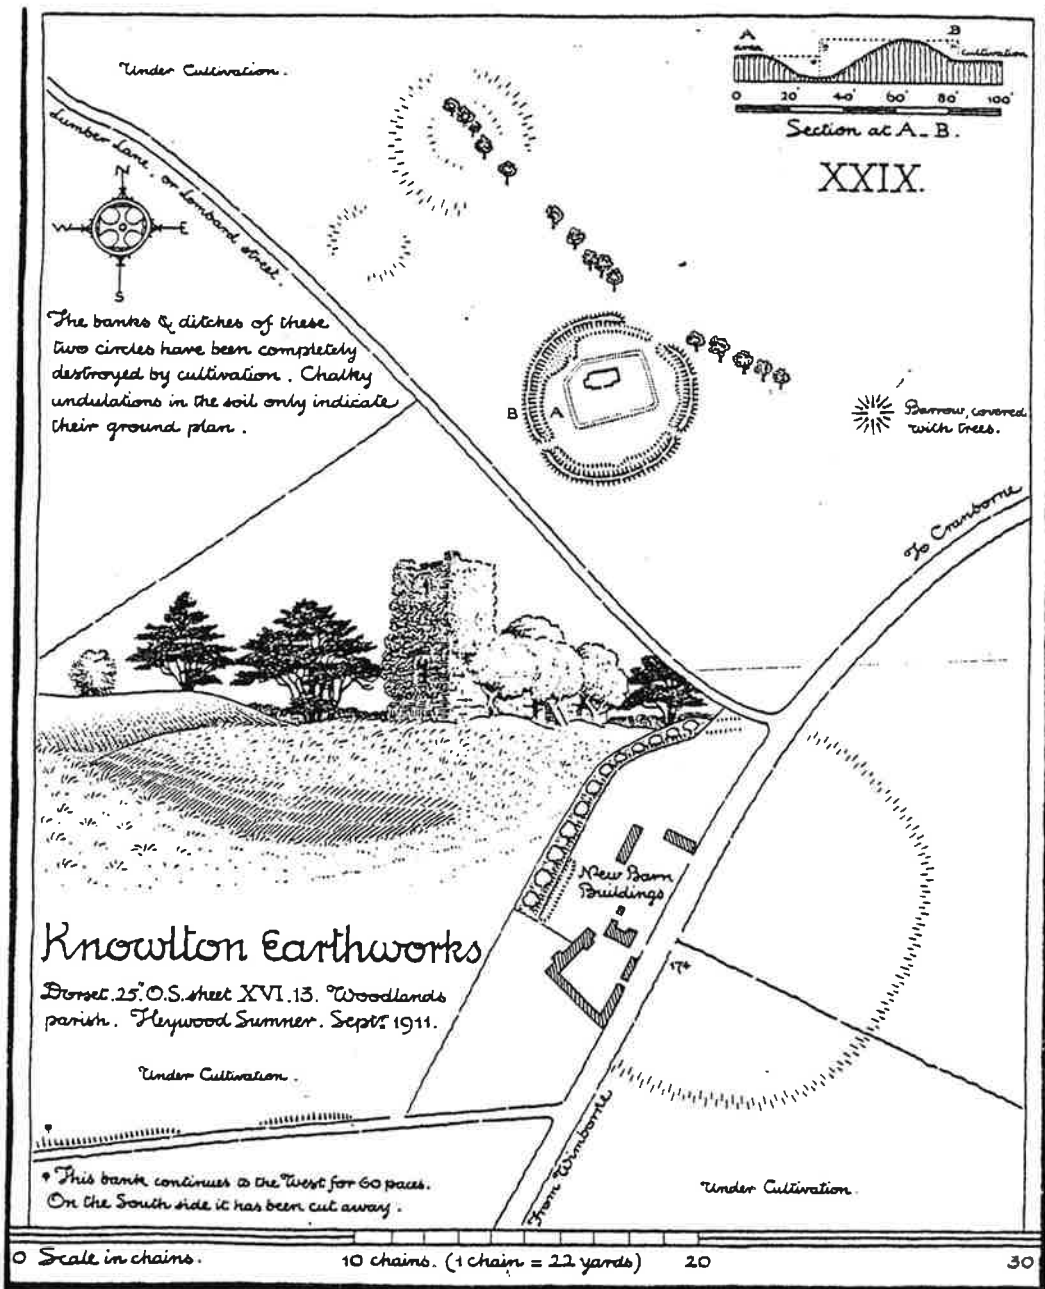 Under Cultivation.
A
area
B
cultivation
0 20' 40' 60' 80' 100'
Section at A-B.
XXIX.
Lumber Lane, or Lombard Street.
N
W E
S
The banks & ditches of these
two circles have been completely
destroyed by cultivation. Chalky
undulations in the soil only indicate
their ground plan.
B A
Barrow, covered
with trees.
To Cranborne
New Barn
Buildings
174
Knowlton Earthworks
Dorset. 25". O.S. sheet XVI.13. Woodlands
parish. Heywood Sumner. Sept: 1911.
Under Cultivation.
This bank continues to the West for 60 paces.
On the South side it has been cut away.
From Wimborne
Under Cultivation.
0 Scale in chains. 10 chains. (1 chain = 22 yards) 20 30